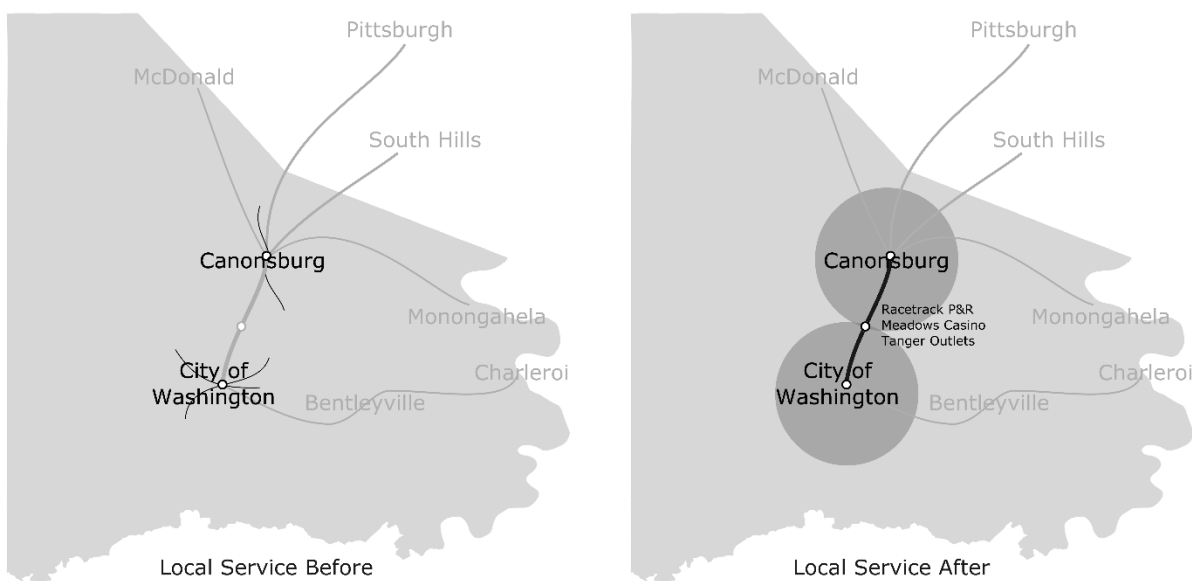 Pittsburgh
McDonald
South Hills
Canonsburg
Monongahela
City of
Washington
Charleroi
Bentleyville
Local Service Before
Pittsburgh
McDonald
South Hills
Canonsburg
Racetrack P&R
Meadows Casino
Tanger Outlets
Monongahela
City of
Washington
Charleroi
Bentleyville
Local Service After